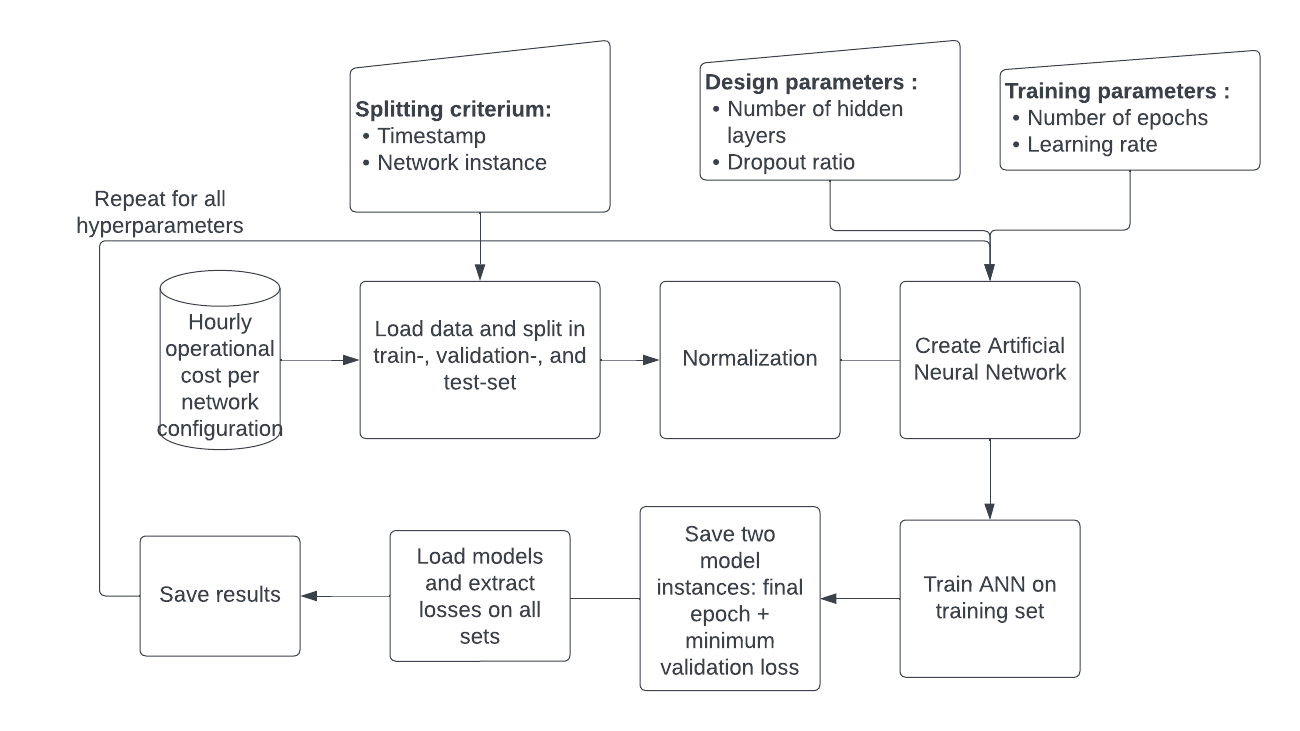 Splitting criterium:
• Timestamp
• Network instance
Design parameters :
• Number of hidden
layers
• Dropout ratio
Training parameters :
• Number of epochs
• Learning rate
Repeat for all
hyperparameters
Hourly
operational
cost per
network
configuration
Load data and split in
train-, validation-, and
test-set
Normalization
Create Artificial
Neural Network
Save results
Load models
and extract
losses on all
sets
Save two
model
instances: final
epoch +
minimum
validation loss
Train ANN on
training set